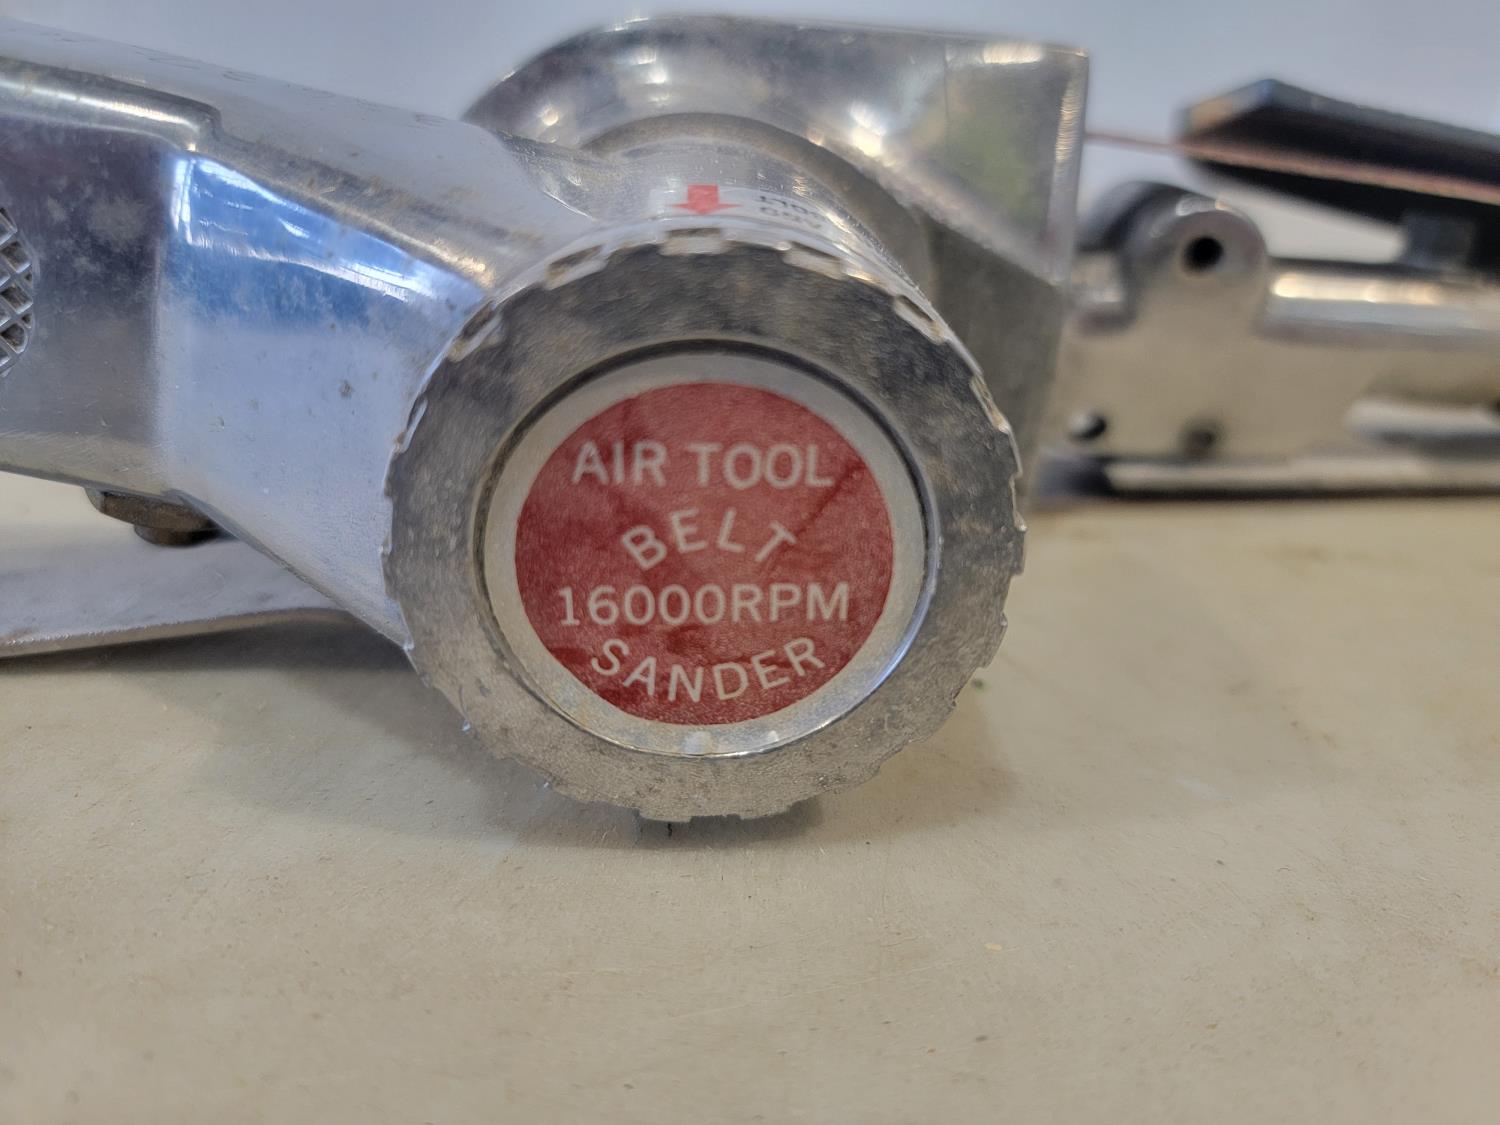 AIR TOOL
BELT
16000RPM
SANDER